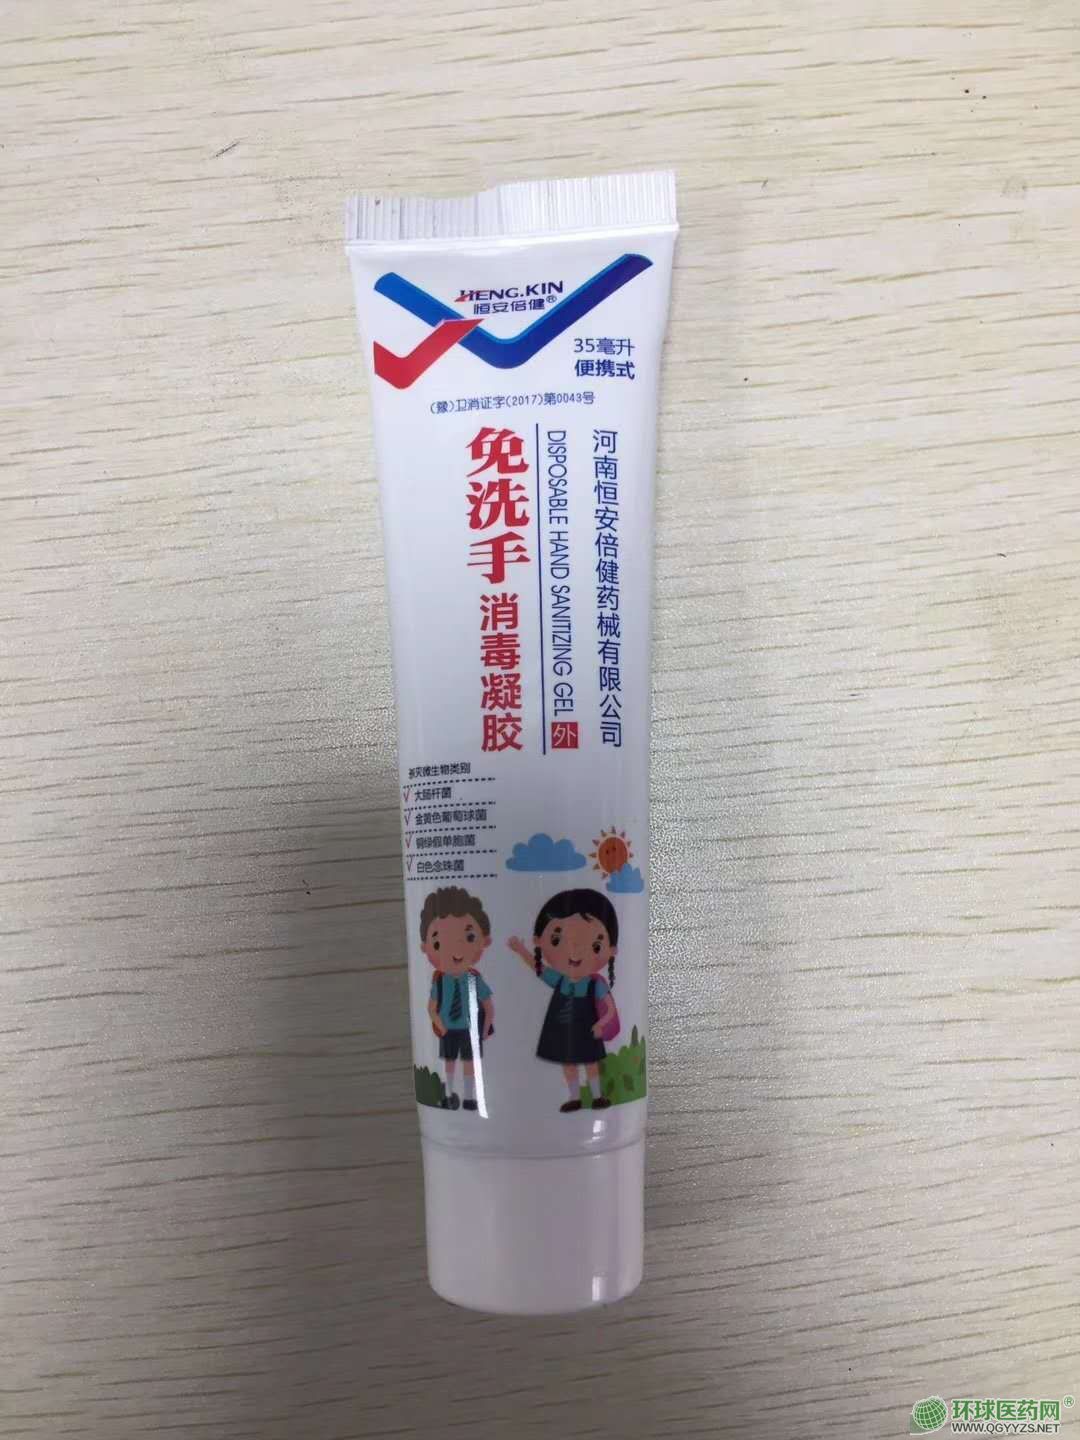 HENG.KIN
恒安倍健®
35毫升
便携式
(豫)卫消证字(2017)第0043号
免洗手消毒凝胶
DISPOSABLE HAND SANITIZING GEL
外
河南恒安倍健药械有限公司
杀灭微生物类别
大肠杆菌
金黄色葡萄球菌
铜绿假单胞菌
白色念珠菌
环球医药网®
WWW.QGYYZS.NET